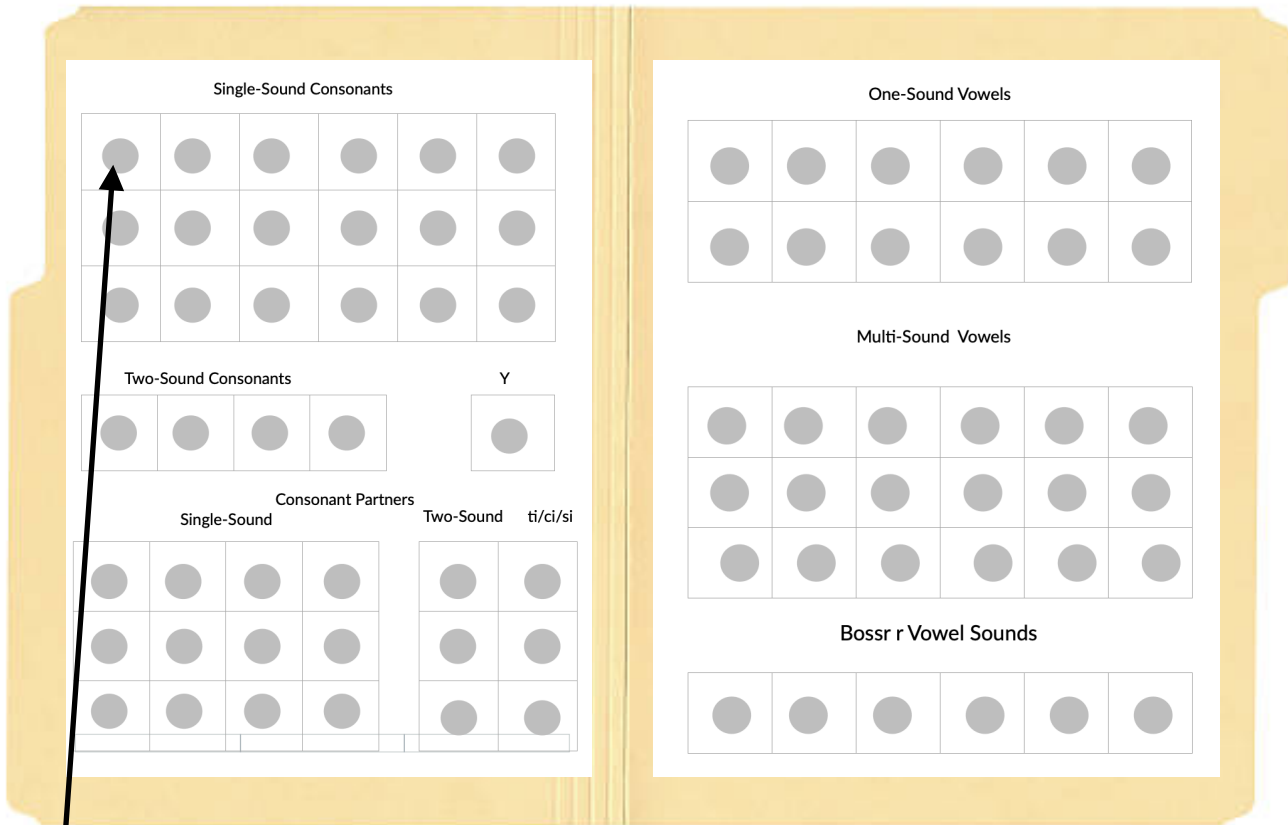 Single-Sound Consonants
Two-Sound Consonants
Y
Consonant Partners
Single-Sound
Two-Sound
ti/ci/si
One-Sound Vowels
Multi-Sound Vowels
Bossr r Vowel Sounds